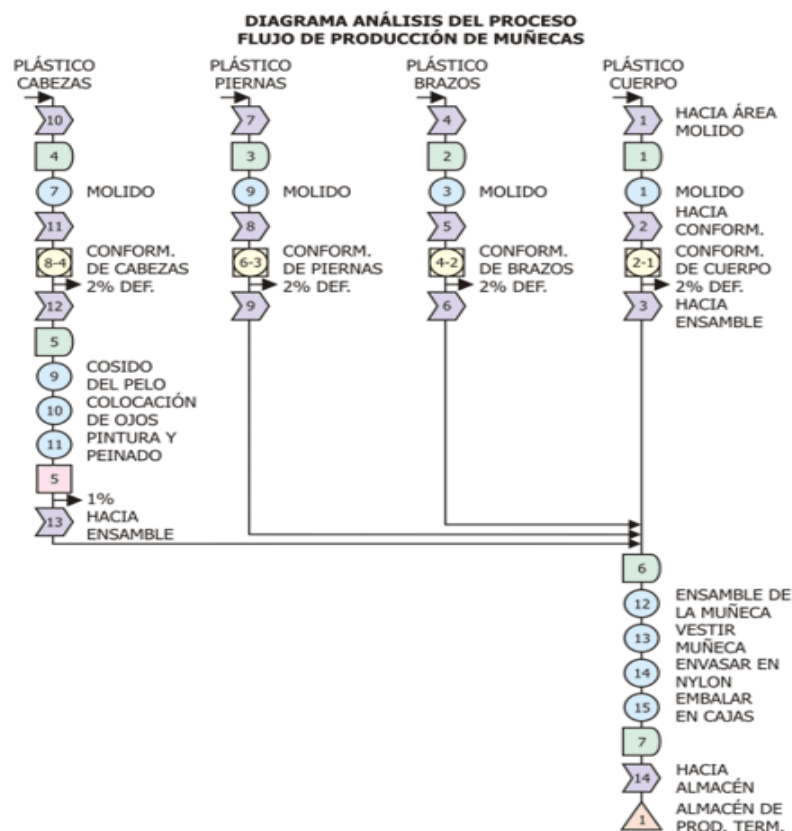 DIAGRAMA ANÁLISIS DEL PROCESO
FLUJO DE PRODUCCIÓN DE MUÑECAS
PLÁSTICO
CABEZAS
10
4
7 MOLIDO
11
8-4 CONFORM.
DE CABEZAS
2% DEF.
12
5
9 COSIDO
DEL PELO
10 COLOCACIÓN
DE OJOS
11 PINTURA Y
PEINADO
5
1%
13 HACIA
ENSAMBLE
PLÁSTICO
PIERNAS
7
3
9 MOLIDO
8
6-3 CONFORM.
DE PIERNAS
2% DEF.
9
PLÁSTICO
BRAZOS
4
2
3 MOLIDO
5
4-2 CONFORM.
DE BRAZOS
2% DEF.
6
PLÁSTICO
CUERPO
1 HACIA ÁREA
MOLIDO
1
1 MOLIDO
2 HACIA
CONFORM.
2-1 CONFORM.
DE CUERPO
2% DEF.
3 HACIA
ENSAMBLE
6
12 ENSAMBLE DE
LA MUÑECA
13 VESTIR
MUÑECA
14 ENVASAR EN
NYLON
15 EMBALAR
EN CAJAS
7
14 HACIA
ALMACÉN
1 ALMACÉN DE
PROD. TERM.